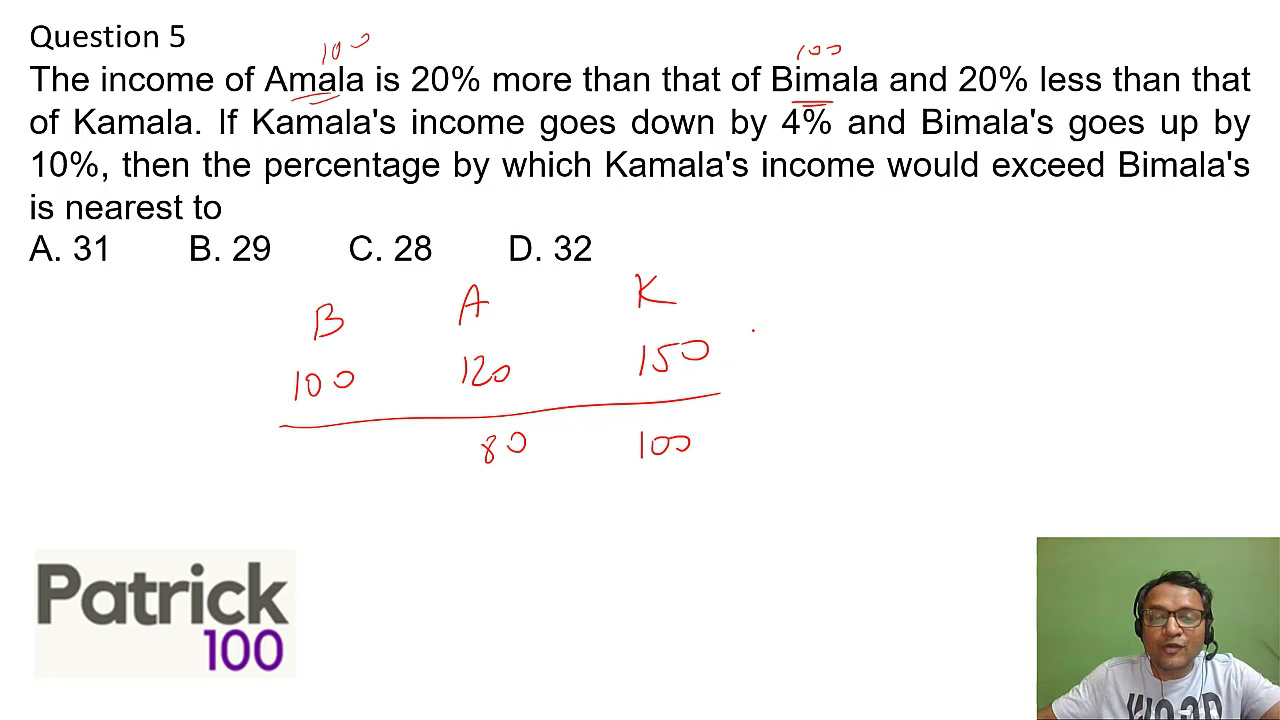 Question 5
100 100
The income of Amala is 20% more than that of Bimala and 20% less than that
of Kamala. If Kamala's income goes down by 4% and Bimala's goes up by
10%, then the percentage by which Kamala's income would exceed Bimala's
is nearest to
A. 31 B. 29 C. 28 D. 32
B A K
100 120 150
80 100
Patrick
100